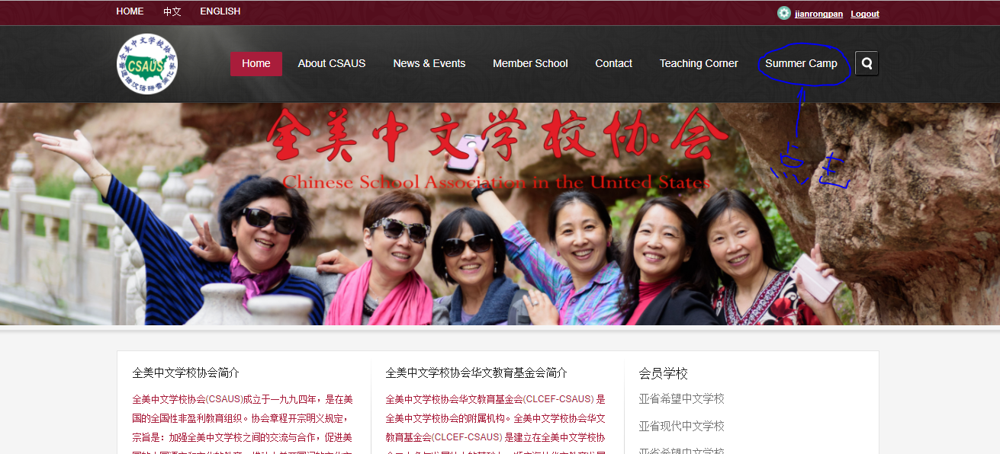 HOME 中文 ENGLISH jianrongpan Logout
全美中文学校协会
CSAUS
Home About CSAUS News & Events Member School Contact Teaching Corner Summer Camp
全美中文学校协会
Chinese School Association in the United States
点击
全美中文学校协会简介
全美中文学校协会(CSAUS)成立于一九九四年，是在美
国的全国性非盈利教育组织。协会章程开宗明义规定，
宗旨是：加强全美中文学校之间的交流与合作，促进美
全美中文学校协会华文教育基金会简介
全美中文学校协会华文教育基金会(CLCEF-CSAUS) 是
全美中文学校协会的附属机构。全美中文学校协会华文
教育基金会(CLCEF-CSAUS) 是建立在全美中文学校协
会员学校
亚省希望中文学校
亚省现代中文学校